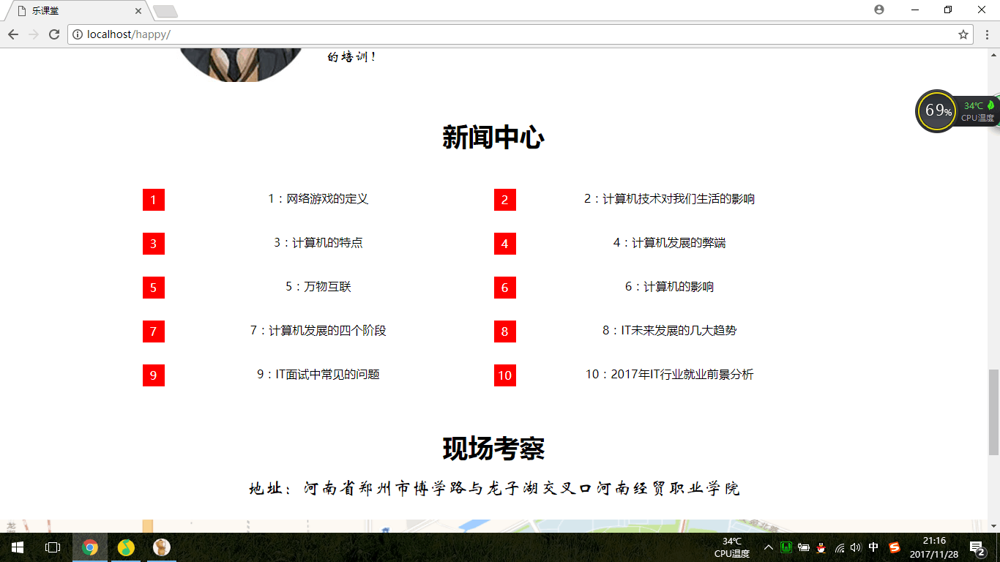 乐课堂
localhost/happy/
的培训！
69%
34℃
CPU温度
新闻中心
1 1：网络游戏的定义 2 2：计算机技术对我们生活的影响
3 3：计算机的特点 4 4：计算机发展的弊端
5 5：万物互联 6 6：计算机的影响
7 7：计算机发展的四个阶段 8 8：IT未来发展的几大趋势
9 9：IT面试中常见的问题 10 10：2017年IT行业就业前景分析
现场考察
地址：河南省郑州市博学路与龙子湖交叉口河南经贸职业学院
34℃
CPU温度
中
21:16
2017/11/28
2